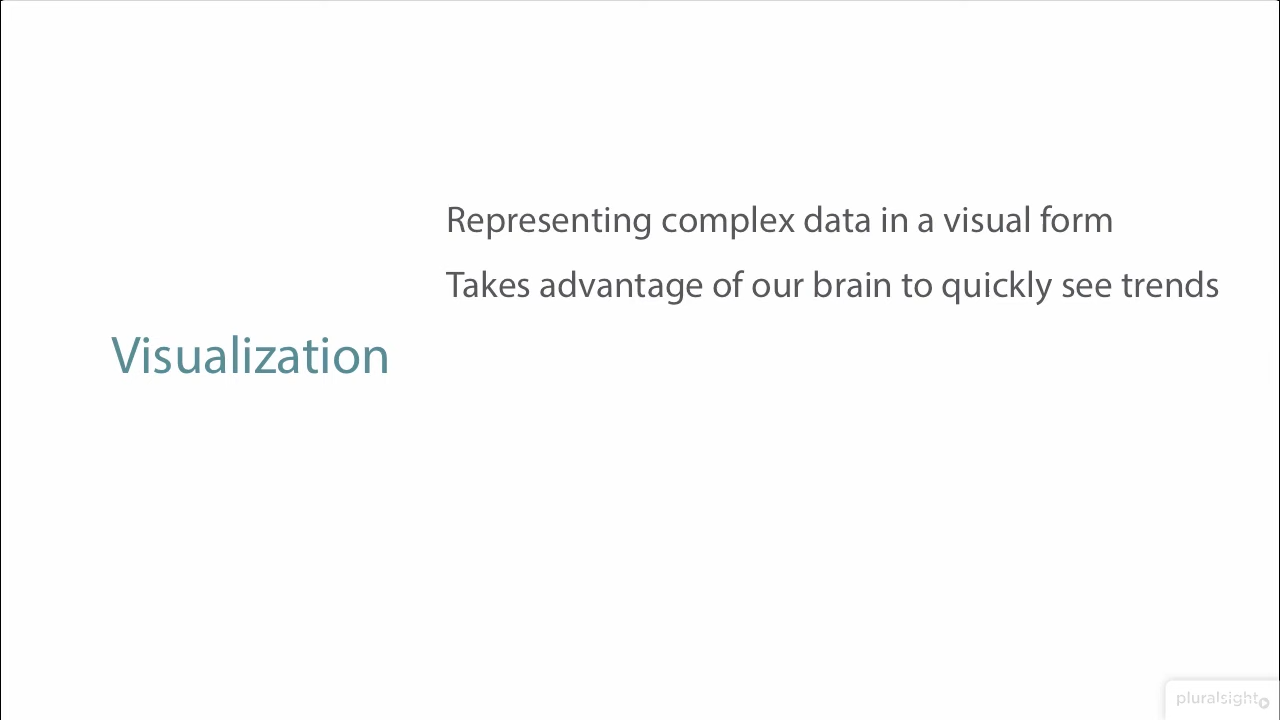 Representing complex data in a visual form
Takes advantage of our brain to quickly see trends
Visualization
pluralsight